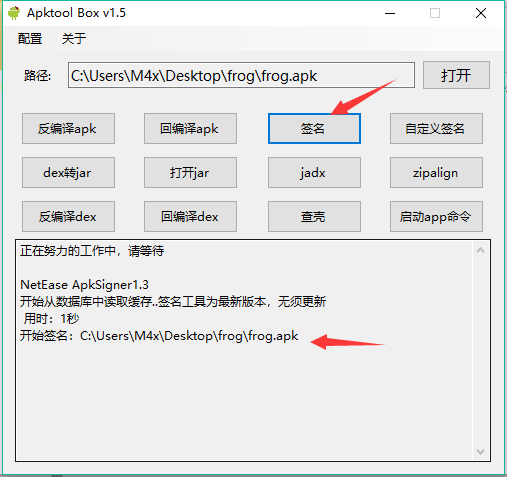 Apktool Box v1.5
配置 关于
路径: C:\Users\M4x\Desktop\frog\frog.apk 打开
反编译apk 回编译apk 签名 自定义签名
dex转jar 打开jar jadx zipalign
反编译dex 回编译dex 查壳 启动app命令
正在努力的工作中，请等待
NetEase ApkSigner1.3
开始从数据库中读取缓存..签名工具为最新版本，无须更新
用时：1秒
开始签名：C:\Users\M4x\Desktop\frog\frog.apk